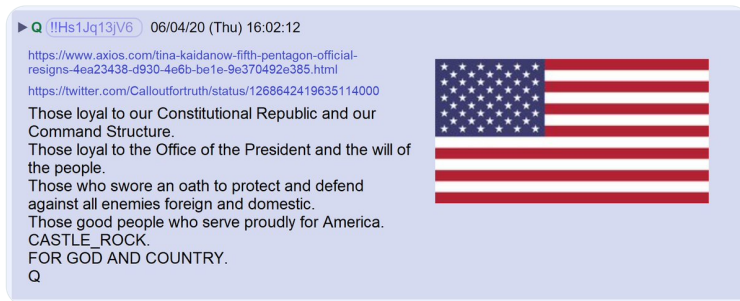 Q !!Hs1Jq13jV6 06/04/20 (Thu) 16:02:12
https://www.axios.com/tina-kaidanow-fifth-pentagon-official-
resigns-4ea23438-d930-4e6b-be1e-9e370492e385.html
https://twitter.com/Calloutfortruth/status/1268642419635114000
Those loyal to our Constitutional Republic and our
Command Structure.
Those loyal to the Office of the President and the will of
the people.
Those who swore an oath to protect and defend
against all enemies foreign and domestic.
Those good people who serve proudly for America.
CASTLE_ROCK.
FOR GOD AND COUNTRY.
Q